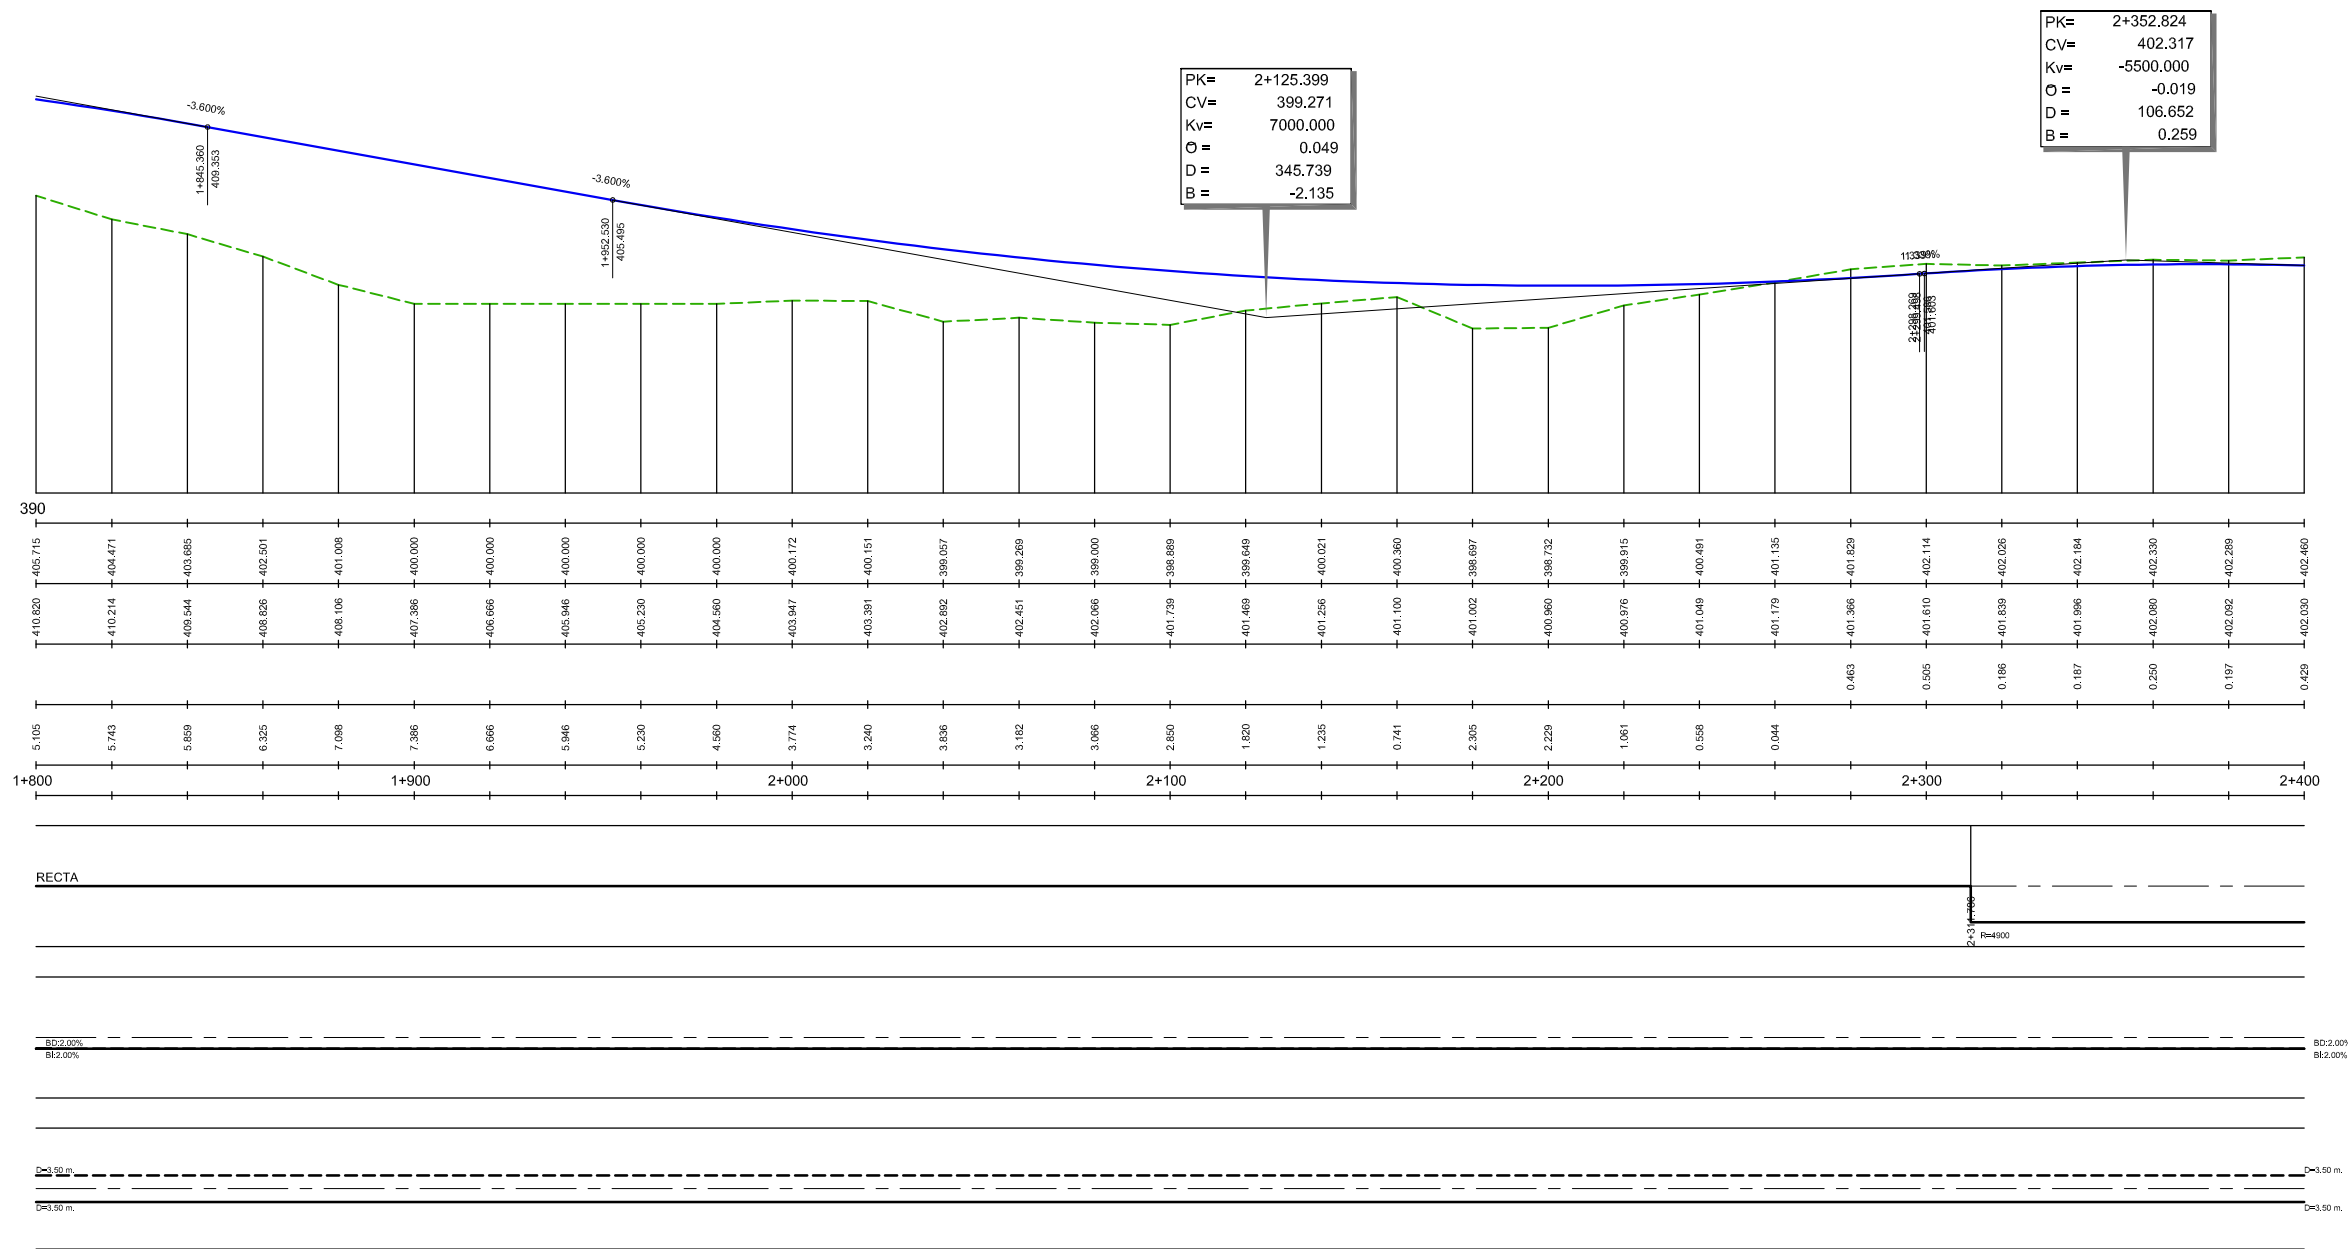 PK= 2+352.824
CV= 402.317
Kv= -5500.000
Θ = -0.019
D = 106.652
B = 0.259
PK= 2+125.399
CV= 399.271
Kv= 7000.000
Θ = 0.049
D = 345.739
B = -2.135
-3.600%
1+845.360
409.353
-3.600%
1+952.530
405.495
2+298.269
2+299.498
401.603
390
405.715 404.471 403.685 402.501 401.008 400.000 400.000 400.000 400.000 400.000 400.172 400.151 399.057 399.269 399.000 398.889 399.649 400.021 400.360 398.697 398.732 399.915 400.491 401.135 401.829 402.114 402.026 402.184 402.330 402.289 402.460
410.820 410.214 409.544 408.826 408.106 407.386 406.666 405.946 405.230 404.560 403.947 403.391 402.892 402.451 402.066 401.739 401.469 401.256 401.100 401.002 400.960 400.976 401.049 401.179 401.366 401.610 401.839 401.996 402.080 402.092 402.030
0.463 0.505 0.186 0.187 0.250 0.197 0.429
5.105 5.743 5.859 6.325 7.098 7.386 6.666 5.946 5.230 4.560 3.774 3.240 3.836 3.182 3.066 2.850 1.820 1.235 0.741 2.305 2.229 1.061 0.558 0.044
1+800 1+900 2+000 2+100 2+200 2+300 2+400
RECTA
R=4900
BD:2.00% BD:2.00%
BI:2.00% BI:2.00%
D=3.50 m. D=3.50 m.
D=3.50 m. D=3.50 m.